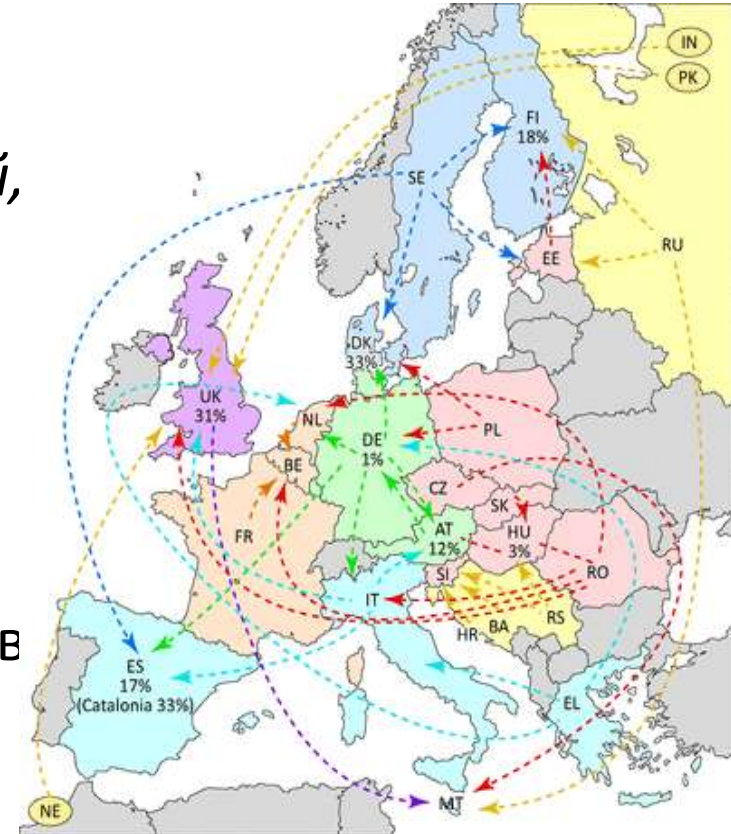 IN
PK
FI
18%
й,
SE
RU
EE
DK
33%
UK
31%
NL
PL
DE
1%
BE
CZ
SK
FR
AT
12%
HU
3%
RO
SI
IT
RS
BA
HR
В
ES
17%
(Catalonia 33%)
EL
MT
NE